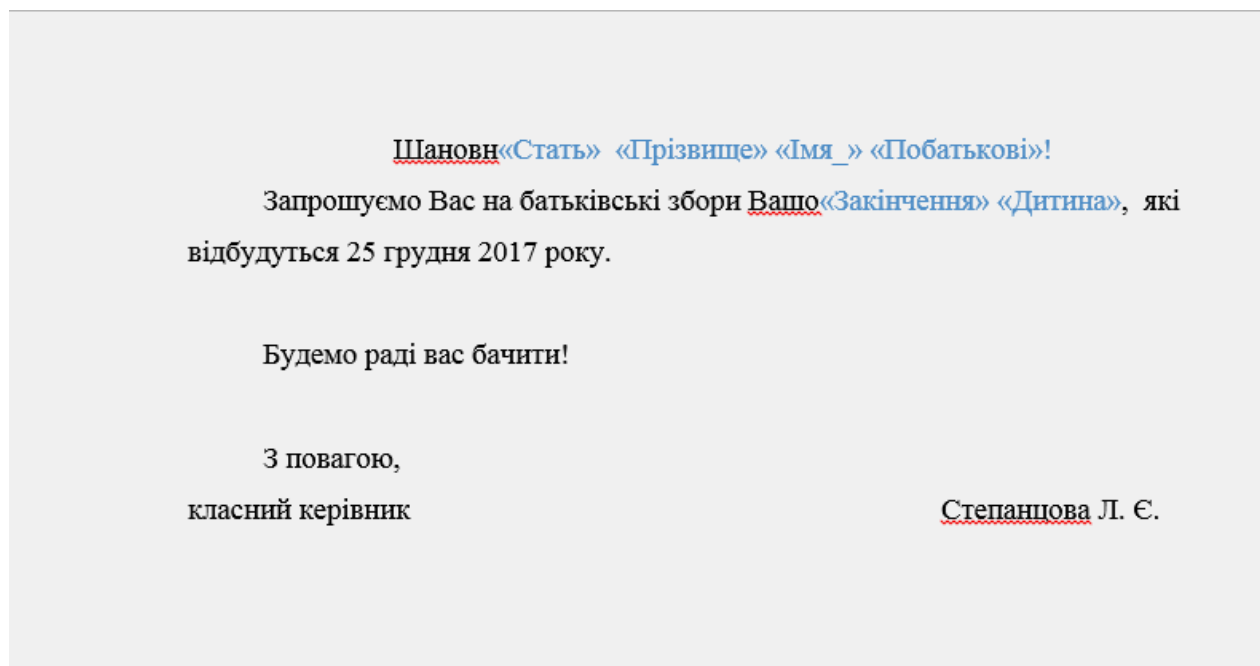 Шановн«Стать»  «Прізвище» «Імя_» «Побатькові»!
Запрошуємо Вас на батьківські збори Вашо«Закінчення» «Дитина»,  які
відбудуться 25 грудня 2017 року.
Будемо раді вас бачити!
З повагою,
класний керівник Степанцова Л. Є.